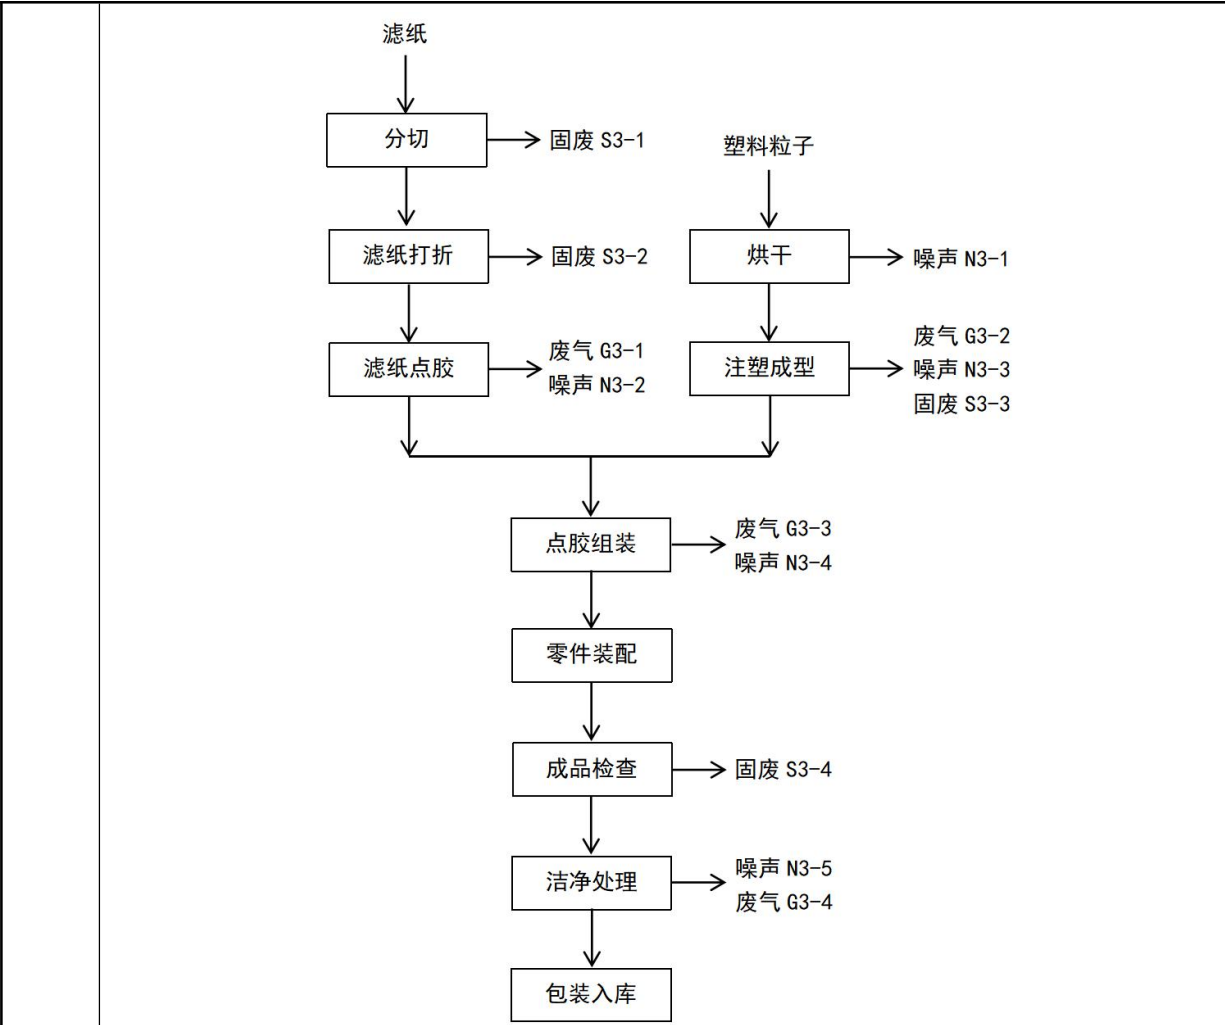 滤纸
分切
固废 S3-1
塑料粒子
滤纸打折
固废 S3-2
烘干
噪声 N3-1
滤纸点胶
废气 G3-1
噪声 N3-2
注塑成型
废气 G3-2
噪声 N3-3
固废 S3-3
点胶组装
废气 G3-3
噪声 N3-4
零件装配
成品检查
固废 S3-4
洁净处理
噪声 N3-5
废气 G3-4
包装入库